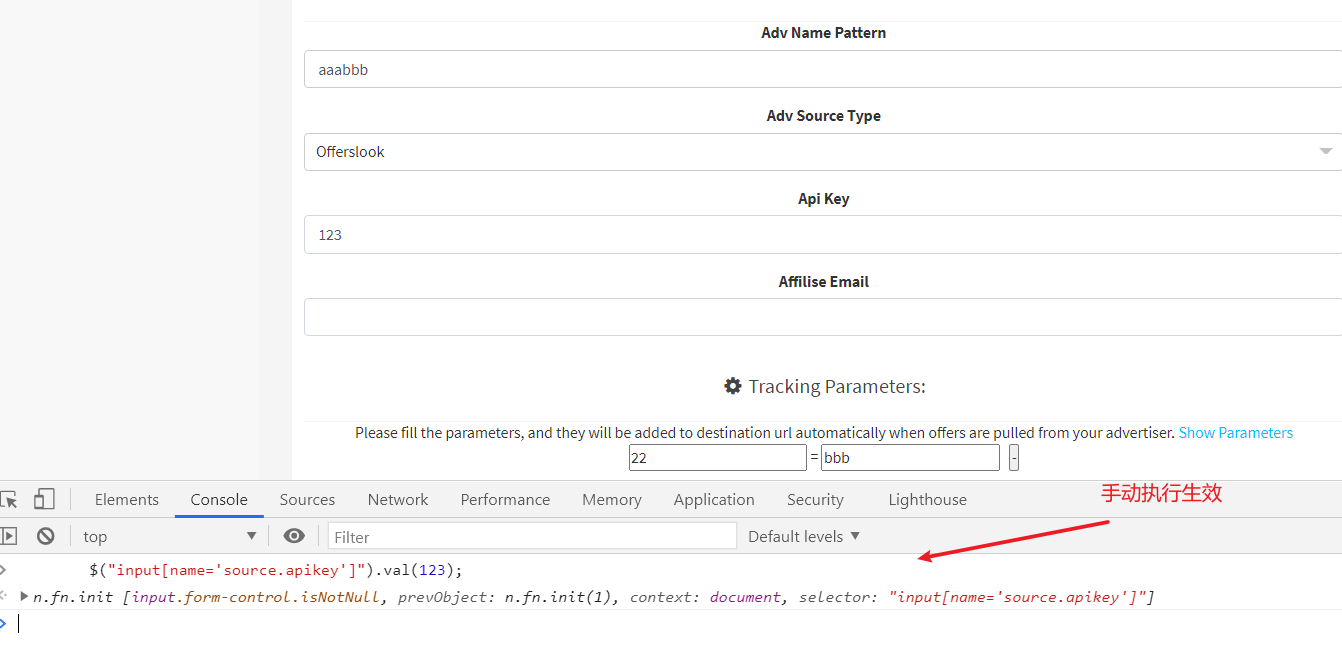 Adv Name Pattern
aaabbb
Adv Source Type
Offerslook
Api Key
123
Affilise Email
Tracking Parameters:
Please fill the parameters, and they will be added to destination url automatically when offers are pulled from your advertiser. Show Parameters
22 = bbb -
Elements Console Sources Network Performance Memory Application Security Lighthouse
手动执行生效
top Filter Default levels
$("input[name='source.apikey']").val(123);
n.fn.init [input.form-control.isNotNull, prevObject: n.fn.init(1), context: document, selector: "input[name='source.apikey']"]